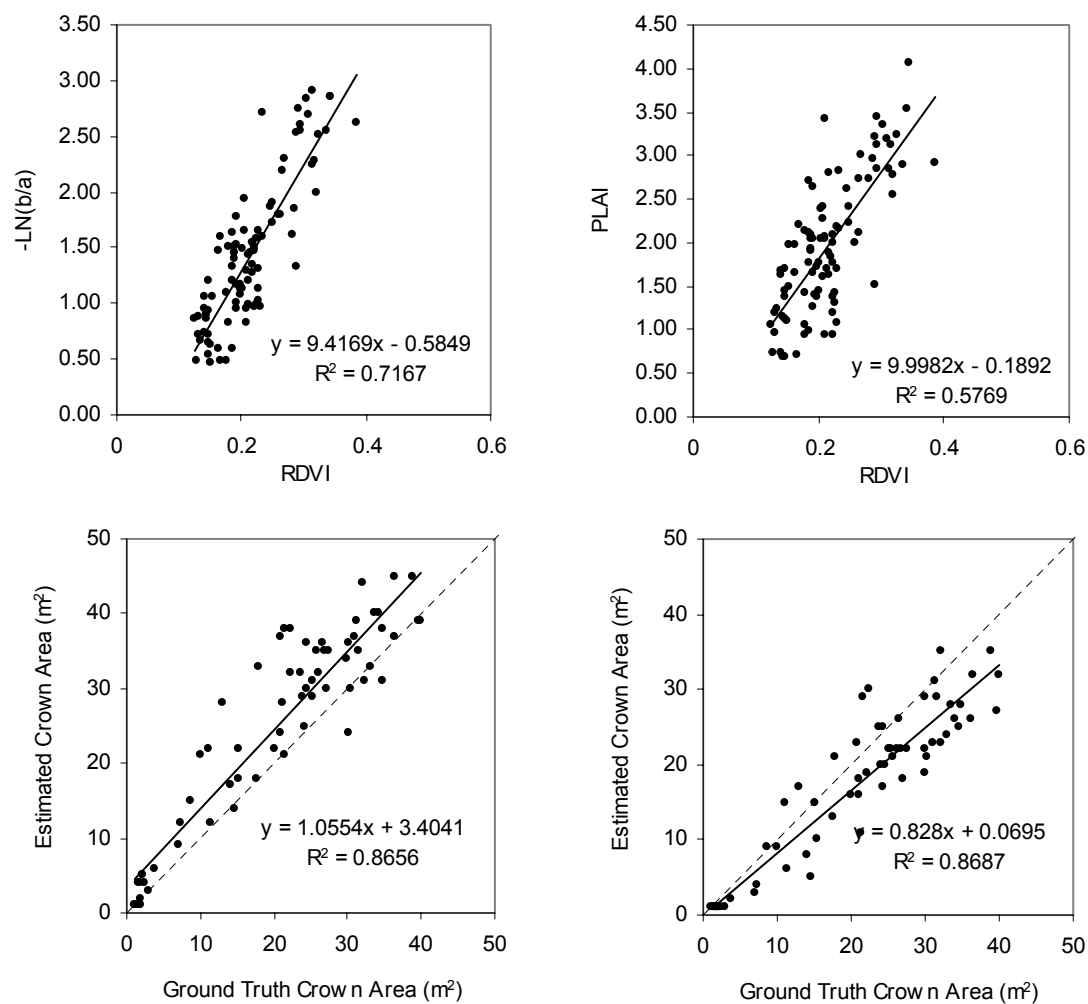 3.50
3.00
2.50
2.00
1.50
1.00
0.50
0.00
-LN(b/a)
y = 9.4169x - 0.5849
R² = 0.7167
0 0.2 0.4 0.6
RDVI
4.50
4.00
3.50
3.00
2.50
2.00
1.50
1.00
0.50
0.00
PLAI
y = 9.9982x - 0.1892
R² = 0.5769
0 0.2 0.4 0.6
RDVI
50
40
30
20
10
0
Estimated Crown Area (m²)
y = 1.0554x + 3.4041
R² = 0.8656
0 10 20 30 40 50
Ground Truth Crown Area (m²)
50
40
30
20
10
0
Estimated Crown Area (m²)
y = 0.828x + 0.0695
R² = 0.8687
0 10 20 30 40 50
Ground Truth Crown Area (m²)